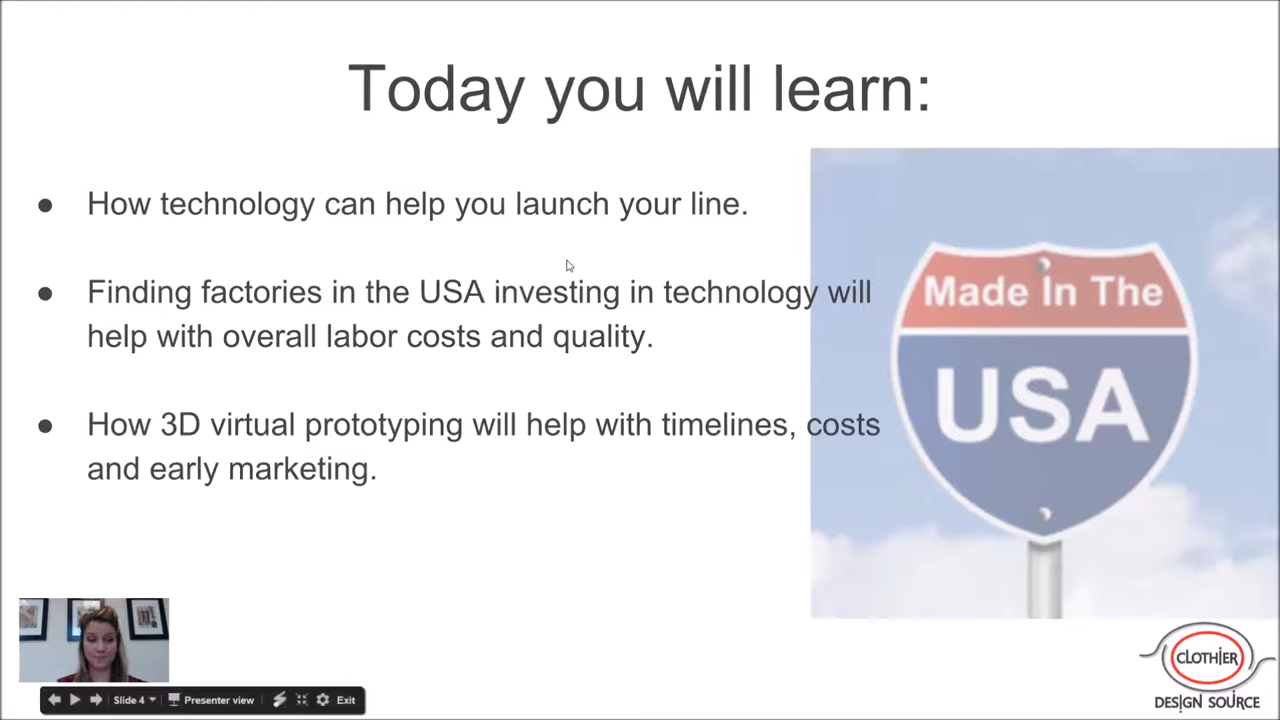 Today you will learn:
● How technology can help you launch your line.
● Finding factories in the USA investing in technology will
help with overall labor costs and quality.
● How 3D virtual prototyping will help with timelines, costs
and early marketing.
Made In The
USA
CLOTHIER
DESIGN SOURCE
Slide 4
Presenter view
Exit